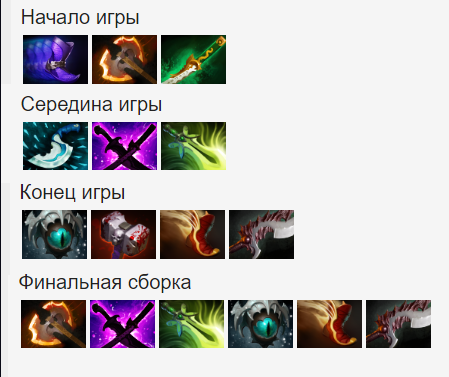 Начало игры
Середина игры
Конец игры
Финальная сборка